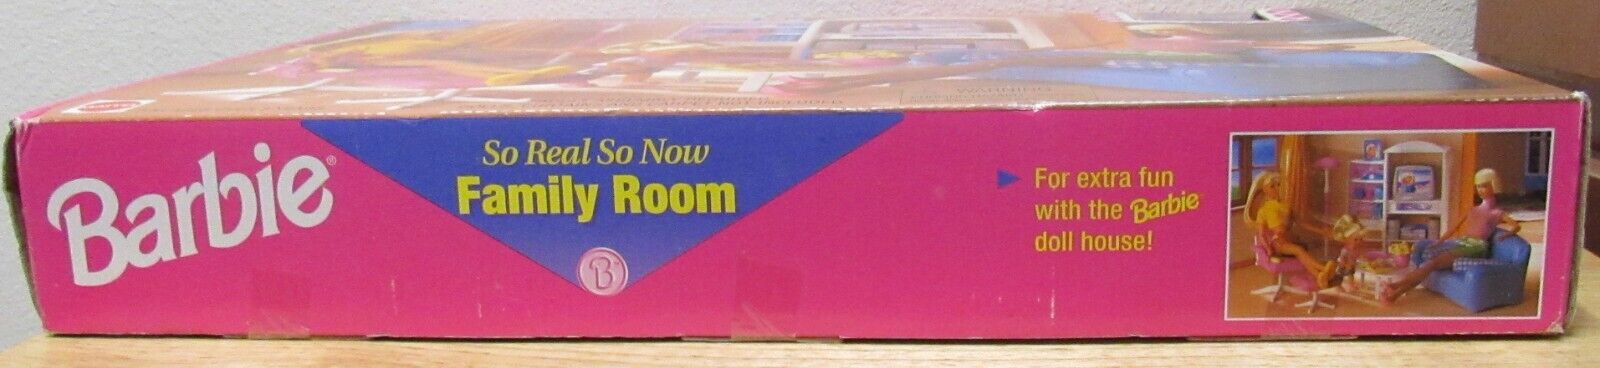 WARNING
Barbie®
So Real So Now
Family Room
B
For extra fun
with the Barbie
doll house!